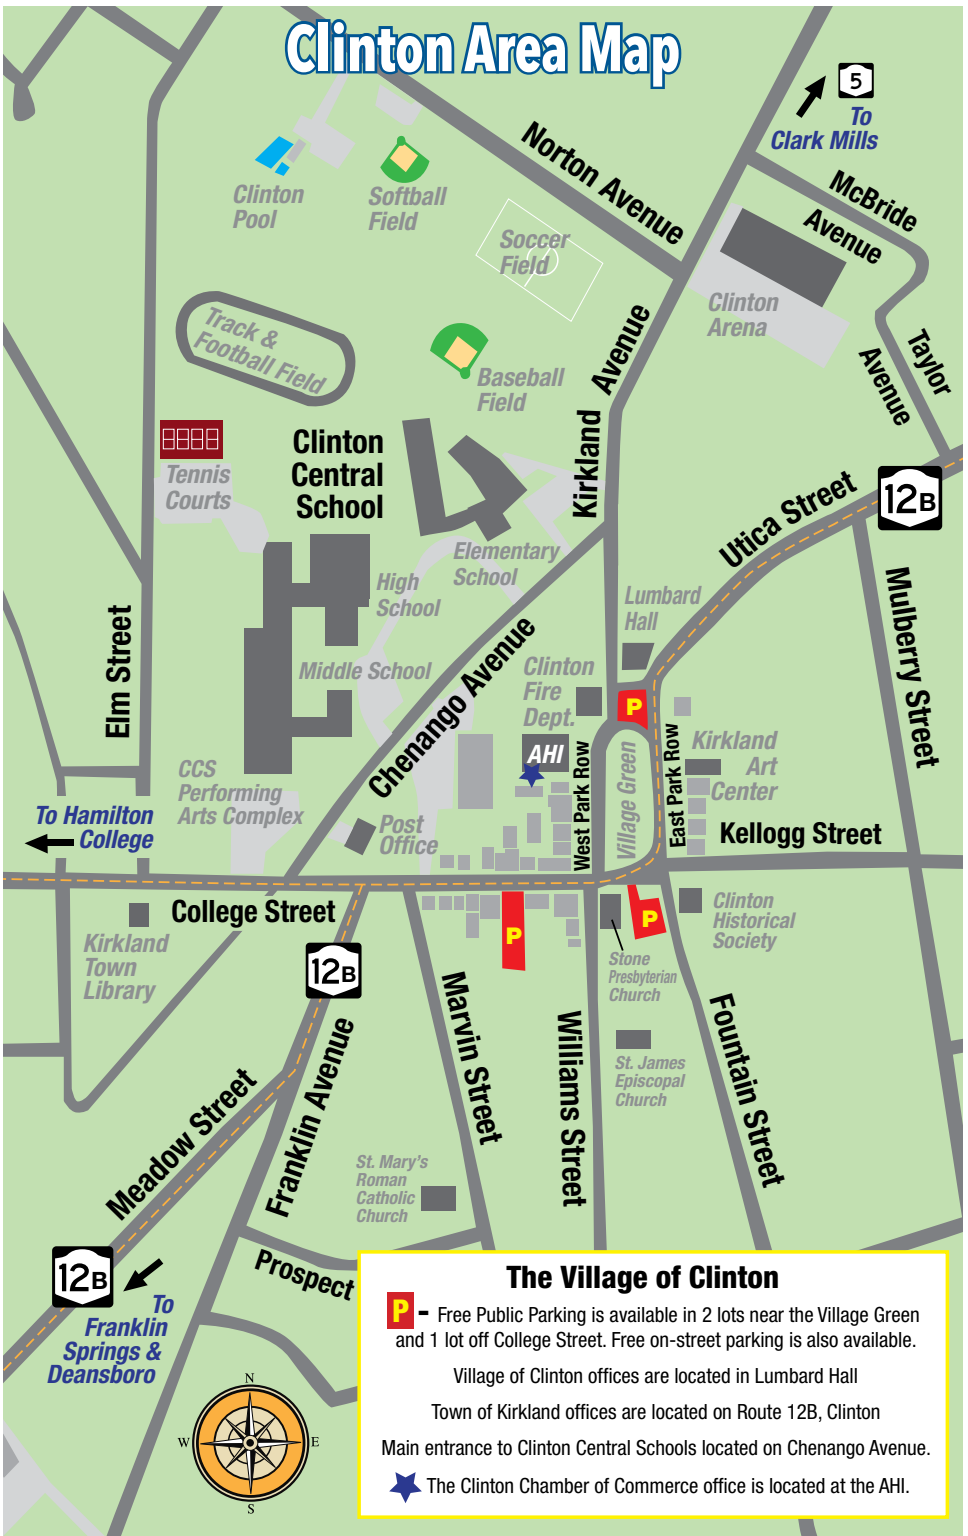 Clinton Area Map
5
To
Clark Mills
Norton Avenue
McBride
Avenue
Clinton
Pool
Softball
Field
Soccer
Field
Clinton
Arena
Track &
Football Field
Kirkland
Avenue
Taylor
Avenue
Baseball
Field
Clinton
Central
School
Tennis
Courts
Utica Street
12B
Elementary
School
High
School
Lumbard
Hall
Mulberry Street
Elm Street
Middle School
Chenango Avenue
Clinton
Fire
Dept.
P
AHI
West Park Row
Village Green
East Park Row
Kirkland
Art
Center
CCS
Performing
Arts Complex
To Hamilton
College
Post
Office
Kellogg Street
College Street
Kirkland
Town
Library
12B
P
P
Clinton
Historical
Society
Stone
Presbyterian
Church
Marvin Street
Williams Street
Fountain Street
St. James
Episcopal
Church
Franklin Avenue
Meadow Street
St. Mary's
Roman
Catholic
Church
12B
Prospect
To
Franklin
Springs &
Deansboro
N
W
E
S
The Village of Clinton
P - Free Public Parking is available in 2 lots near the Village Green
and 1 lot off College Street. Free on-street parking is also available.
Village of Clinton offices are located in Lumbard Hall
Town of Kirkland offices are located on Route 12B, Clinton
Main entrance to Clinton Central Schools located on Chenango Avenue.
The Clinton Chamber of Commerce office is located at the AHI.